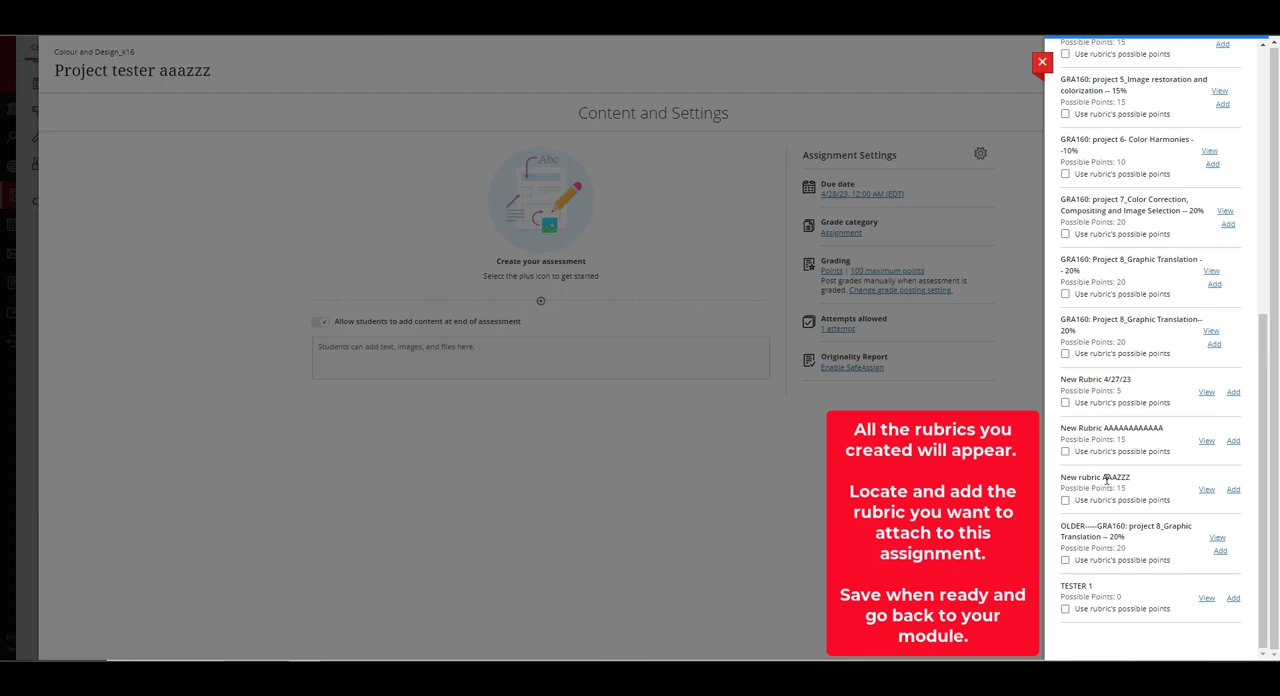 Colour and Design_k16
Project tester aaazzz
Content and Settings
Abc
Create your assessment
Select the plus icon to get started
Allow students to add content at end of assessment
Students can add text, images, and files here.
Assignment Settings
Due date
4/28/23, 12:00 AM (EDT)
Grade category
Assignment
Grading
Points | 100 maximum points
Post grades manually when assessment is
graded. Change grade posting setting.
Attempts allowed
1 attempt
Originality Report
Enable SafeAssign
All the rubrics you
created will appear.
Locate and add the
rubric you want to
attach to this
assignment.
Save when ready and
go back to your
module.
Possible Points: 15
Add
Use rubric's possible points
GRA160: project 5_Image restoration and
colorization -- 15%
View
Possible Points: 15
Add
Use rubric's possible points
GRA160: project 6- Color Harmonies -
-10%
View
Possible Points: 10
Add
Use rubric's possible points
GRA160: project 7_Color Correction,
Compositing and Image Selection -- 20%
View
Possible Points: 20
Add
Use rubric's possible points
GRA160: Project 8_Graphic Translation -
- 20%
View
Possible Points: 20
Add
Use rubric's possible points
GRA160: Project 8_Graphic Translation--
20%
View
Possible Points: 20
Add
Use rubric's possible points
New Rubric 4/27/23
Possible Points: 5
View Add
Use rubric's possible points
New Rubric AAAAAAAAAAAA
Possible Points: 15
View Add
Use rubric's possible points
New rubric AAAZZZ
Possible Points: 15
View Add
Use rubric's possible points
OLDER-----GRA160: project 8_Graphic
Translation -- 20%
View
Possible Points: 20
Add
Use rubric's possible points
TESTER 1
Possible Points: 0
View Add
Use rubric's possible points